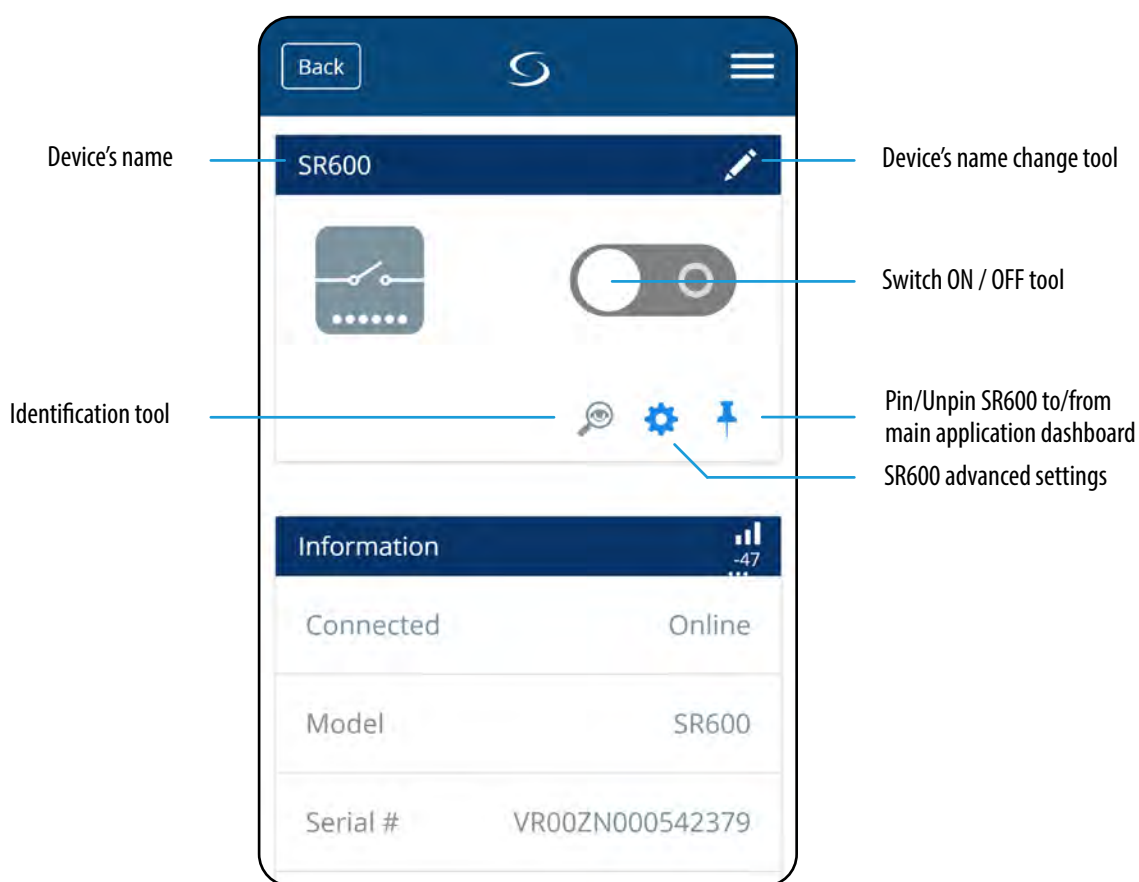 Back
Device's name
SR600
Device's name change tool
Switch ON / OFF tool
Identification tool
Pin/Unpin SR600 to/from
main application dashboard
SR600 advanced settings
Information
-47
Connected
Online
Model
SR600
Serial #
VR00ZN000542379